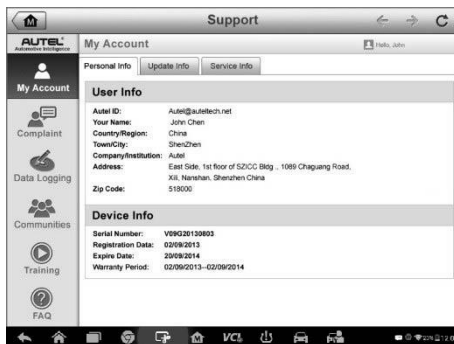 Support
AUTEL
Automotive Intelligence
My Account
Hello, John
Personal Info
Update Info
Service Info
My Account
Complaint
Data Logging
Communities
Training
FAQ
User Info
Autel ID: Autel@auteltech.net
Your Name: John Chen
Country/Region: China
Town/City: ShenZhen
Company/Institution: Autel
Address: East Side, 1st floor of SZICC Bldg ., 1089 Chaguang Road,
Xili, Nanshan, Shenzhen China
Zip Code: 518000
Device Info
Serial Number: V09G20130803
Registration Data: 02/09/2013
Expire Date: 20/09/2014
Warranty Period: 02/09/2013--02/09/2014
VCI